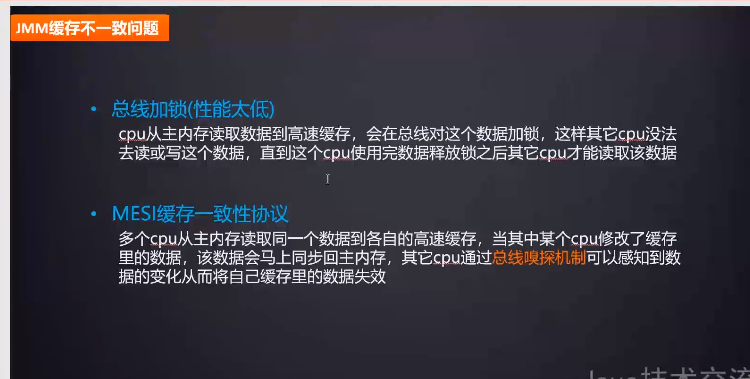 JMM缓存不一致问题
• 总线加锁(性能太低)
cpu从主内存读取数据到高速缓存，会在总线对这个数据加锁，这样其它cpu没法
去读或写这个数据，直到这个cpu使用完数据释放锁之后其它cpu才能读取该数据
• MESI缓存一致性协议
多个cpu从主内存读取同一个数据到各自的高速缓存，当其中某个cpu修改了缓存
里的数据，该数据会马上同步回主内存，其它cpu通过总线嗅探机制可以感知到数
据的变化从而将自己缓存里的数据失效
Java技术交流